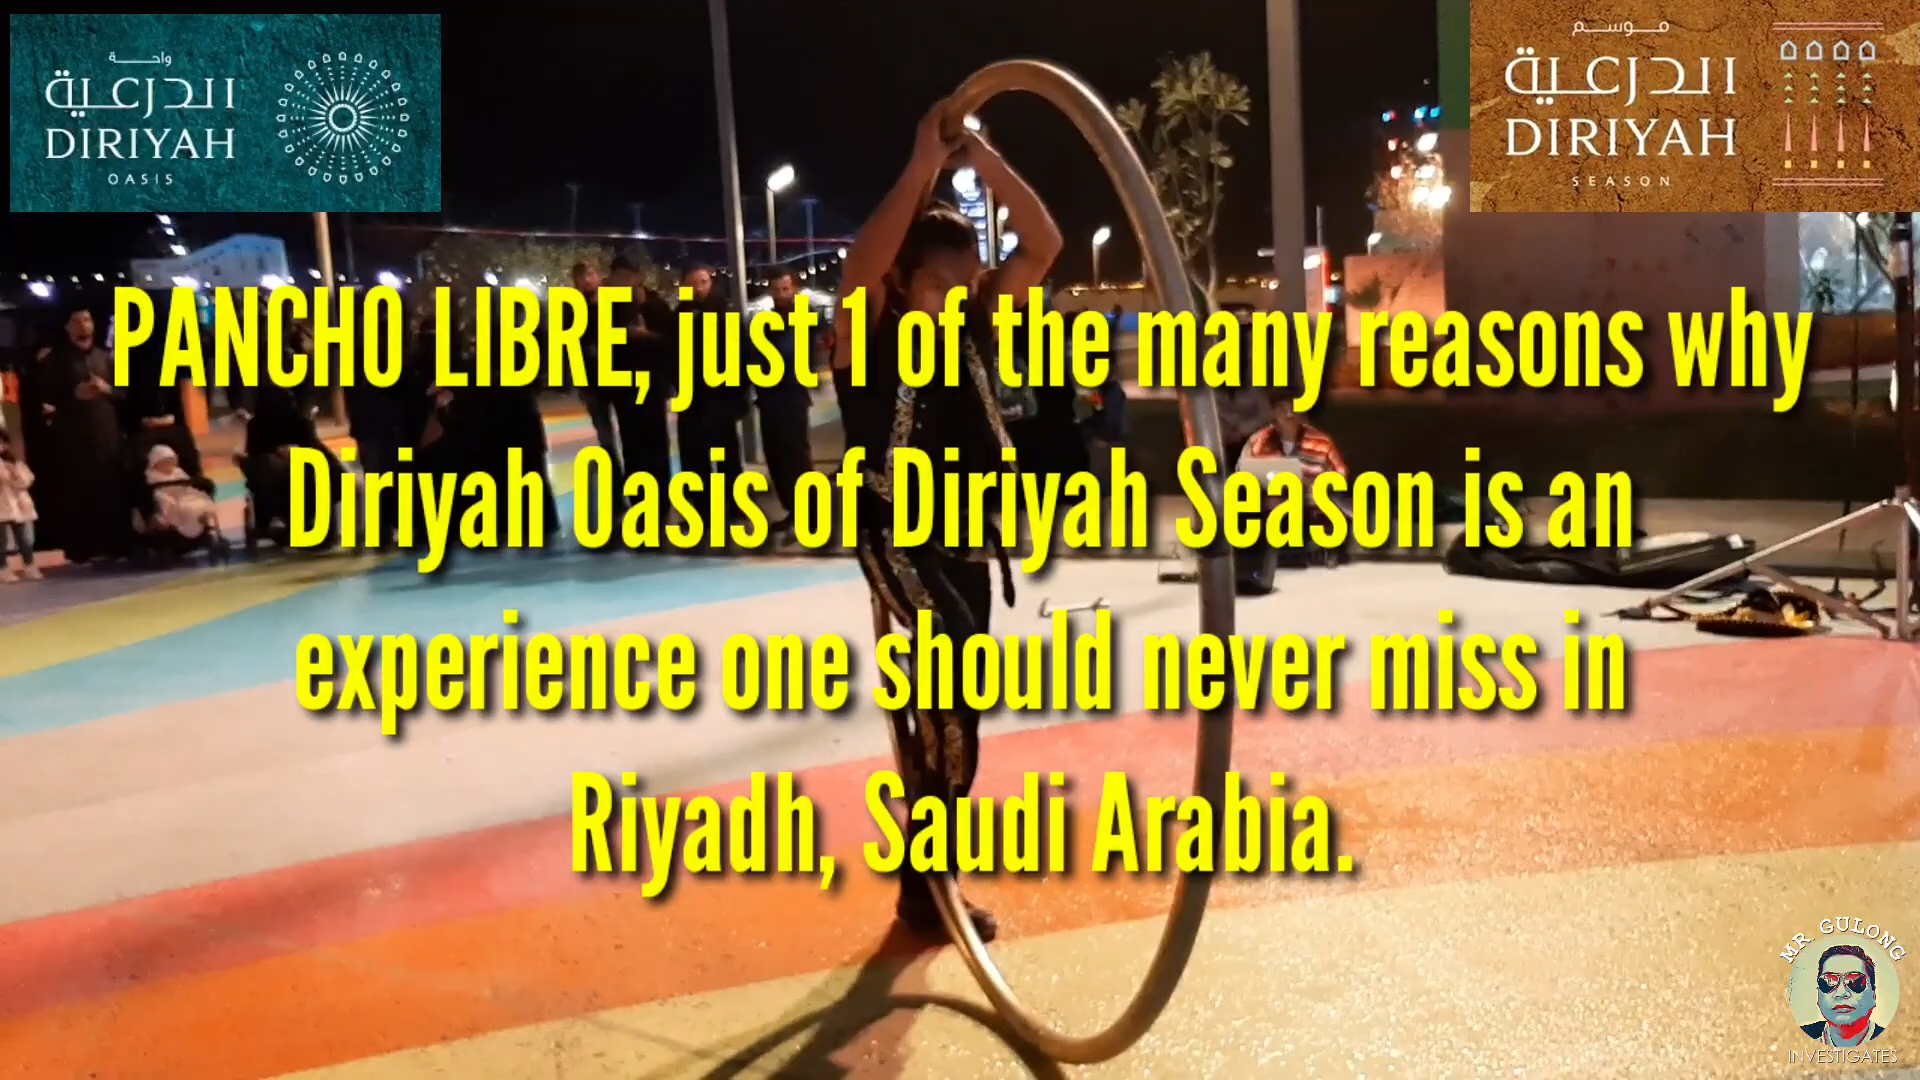 واحة
الدرعية
DIRIYAH
OASIS
موسم
الدرعية
DIRIYAH
SEASON
PANCHO LIBRE, just 1 of the many reasons why
Diriyah Oasis of Diriyah Season is an
experience one should never miss in
Riyadh, Saudi Arabia.
MR GULONG
INVESTIGATES